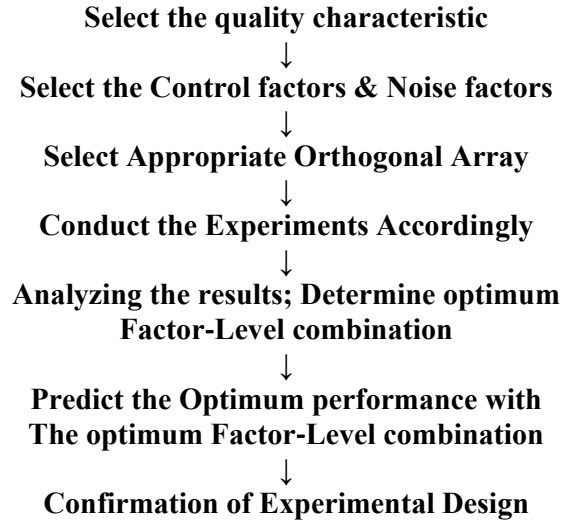 Select the quality characteristic
↓
Select the Control factors & Noise factors
↓
Select Appropriate Orthogonal Array
↓
Conduct the Experiments Accordingly
↓
Analyzing the results; Determine optimum
Factor-Level combination
↓
Predict the Optimum performance with
The optimum Factor-Level combination
↓
Confirmation of Experimental Design